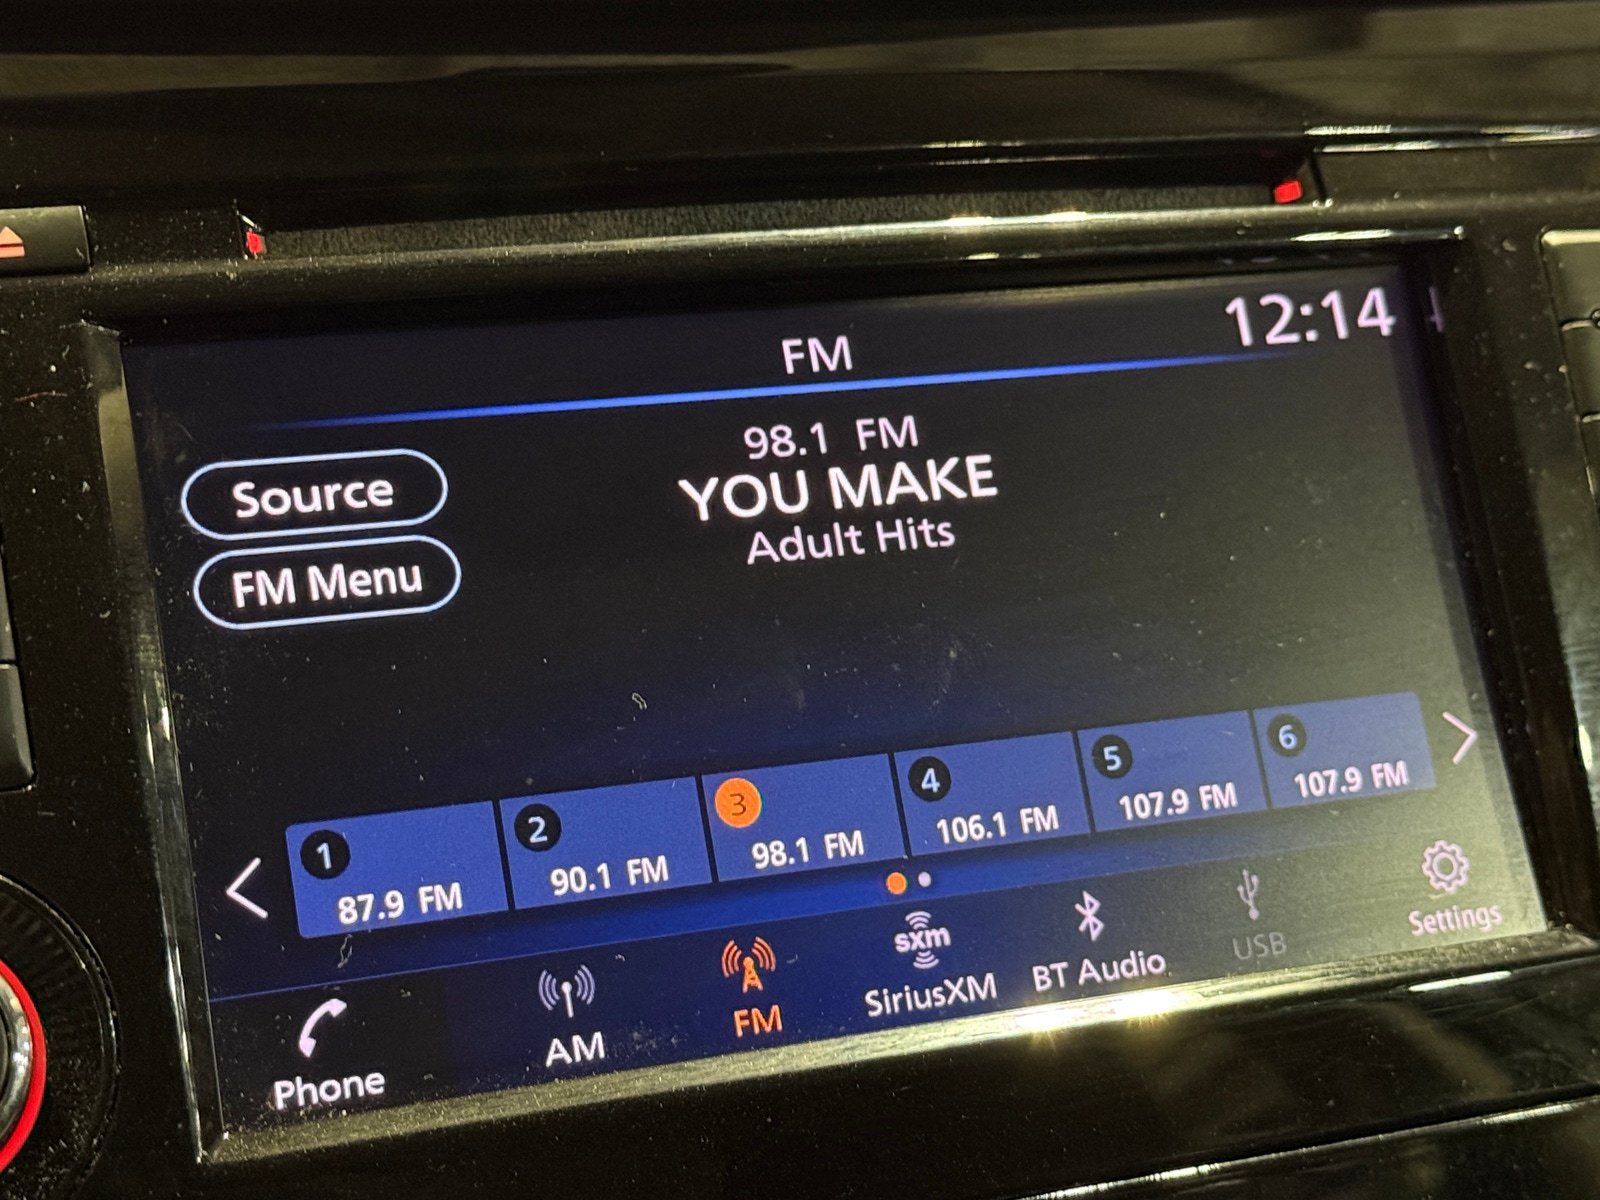 12:14
FM
98.1 FM
YOU MAKE
Adult Hits
Source
FM Menu
1 2 3 4 5 6
87.9 FM 90.1 FM 98.1 FM 106.1 FM 107.9 FM 107.9 FM
sxm
Phone AM FM SiriusXM BT Audio USB Settings